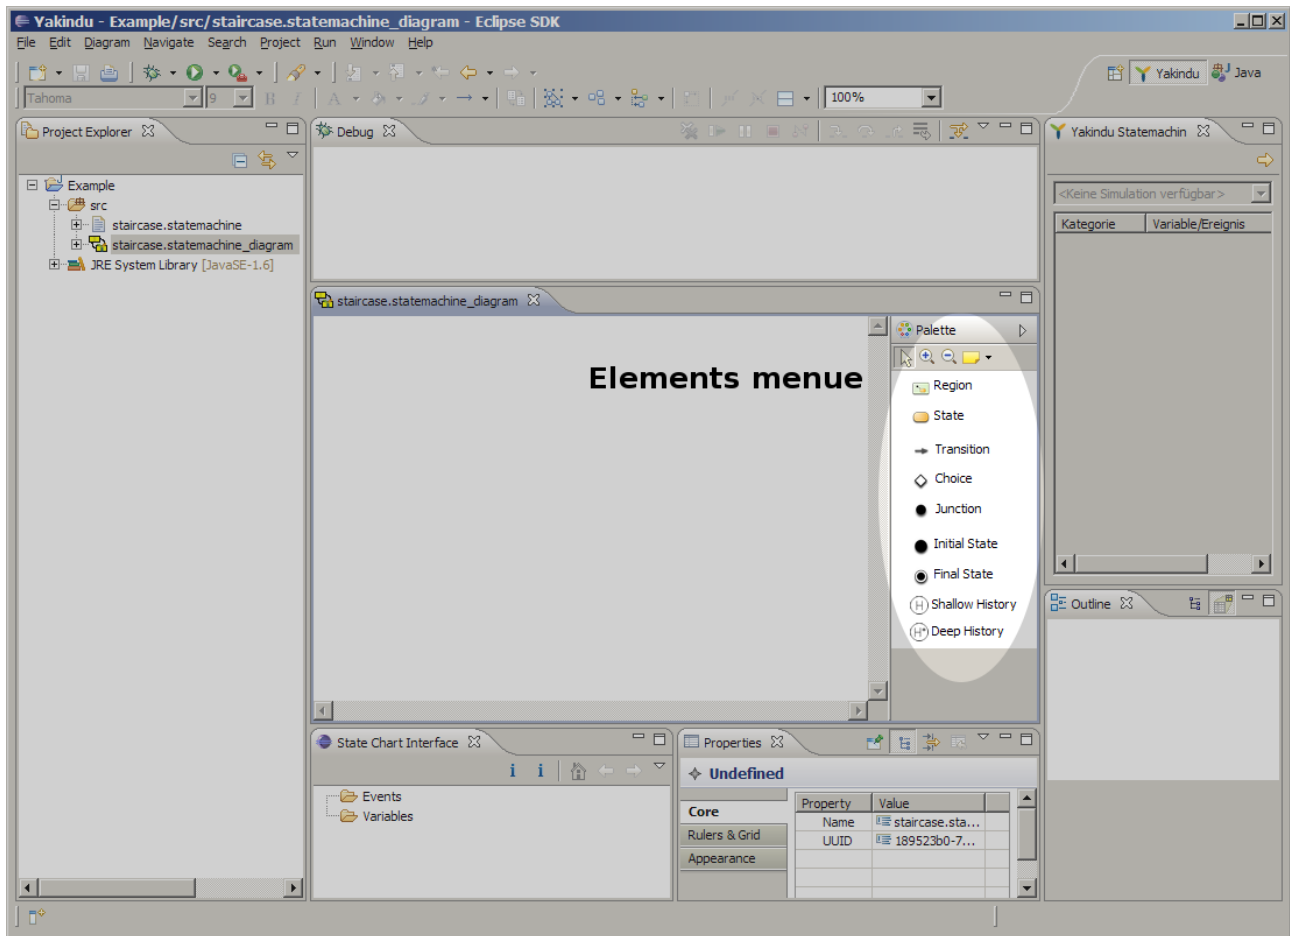 Yakindu - Example/src/staircase.statemachine_diagram - Eclipse SDK
File Edit Diagram Navigate Search Project Run Window Help
Yakindu Java
Tahoma 9 B I A 100%
Project Explorer
Example
src
staircase.statemachine
staircase.statemachine_diagram
JRE System Library [JavaSE-1.6]
Debug
staircase.statemachine_diagram
Elements menue
Palette
Region
State
Transition
Choice
Junction
Initial State
Final State
H Shallow History
H* Deep History
Yakindu Statemachin
<Keine Simulation verfügbar>
Kategorie Variable/Ereignis
Outline
State Chart Interface
i i
Events
Variables
Properties
Undefined
Core
Rulers & Grid
Appearance
Property Value
Name staircase.sta...
UUID 189523b0-7...